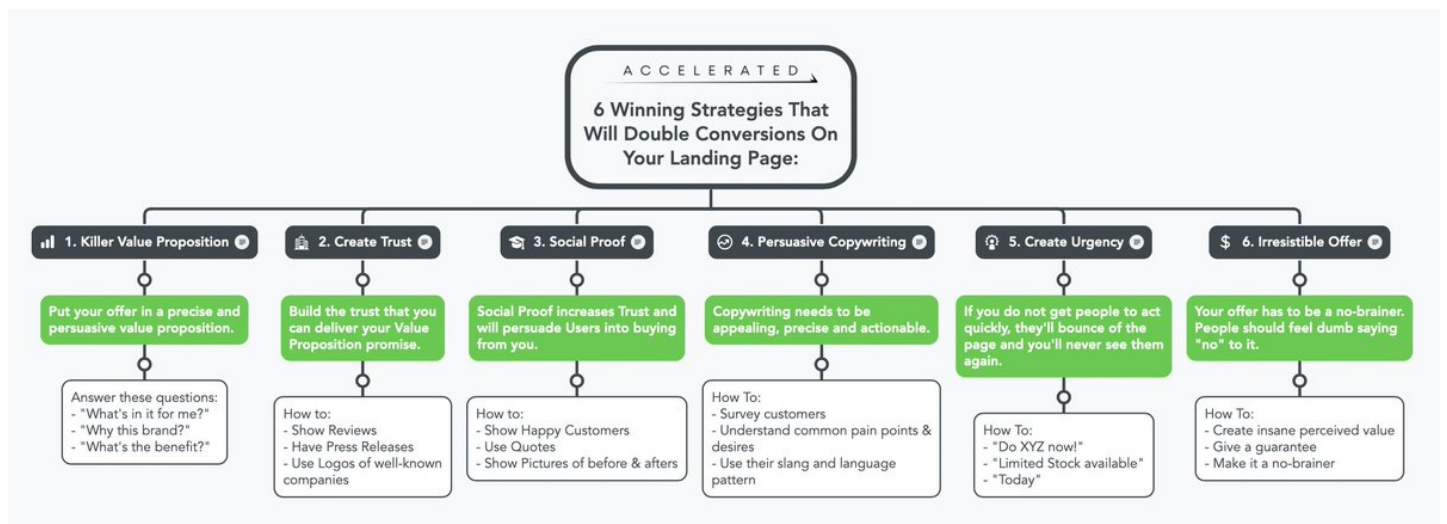 ACCELERATED
6 Winning Strategies That
Will Double Conversions On
Your Landing Page:
1. Killer Value Proposition
Put your offer in a precise and
persuasive value proposition.
Answer these questions:
- "What's in it for me?"
- "Why this brand?"
- "What's the benefit?"
2. Create Trust
Build the trust that you
can deliver your Value
Proposition promise.
How to:
- Show Reviews
- Have Press Releases
- Use Logos of well-known
companies
3. Social Proof
Social Proof increases Trust and
will persuade Users into buying
from you.
How to:
- Show Happy Customers
- Use Quotes
- Show Pictures of before & afters
4. Persuasive Copywriting
Copywriting needs to be
appealing, precise and actionable.
How To:
- Survey customers
- Understand common pain points &
desires
- Use their slang and language
pattern
5. Create Urgency
If you do not get people to act
quickly, they'll bounce of the
page and you'll never see them
again.
How To:
- "Do XYZ now!"
- "Limited Stock available"
- "Today"
$ 6. Irresistible Offer
Your offer has to be a no-brainer.
People should feel dumb saying
"no" to it.
How To:
- Create insane perceived value
- Give a guarantee
- Make it a no-brainer